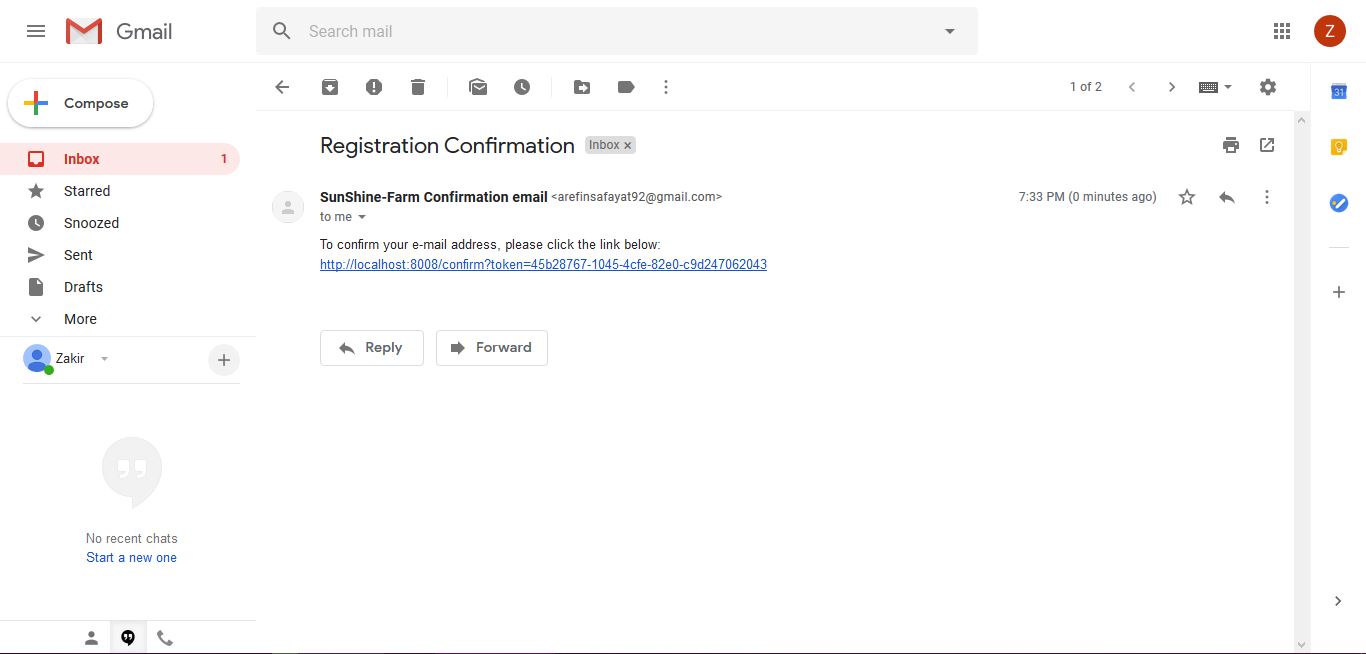 Gmail
Search mail
Z
Compose
1 of 2
31
Inbox 1
Starred
Snoozed
Sent
Drafts
More
Zakir
No recent chats
Start a new one
Registration Confirmation Inbox x
SunShine-Farm Confirmation email <arefinsafayat92@gmail.com> 7:33 PM (0 minutes ago)
to me
To confirm your e-mail address, please click the link below:
http://localhost:8008/confirm?token=45b28767-1045-4cfe-82e0-c9d247062043
Reply Forward